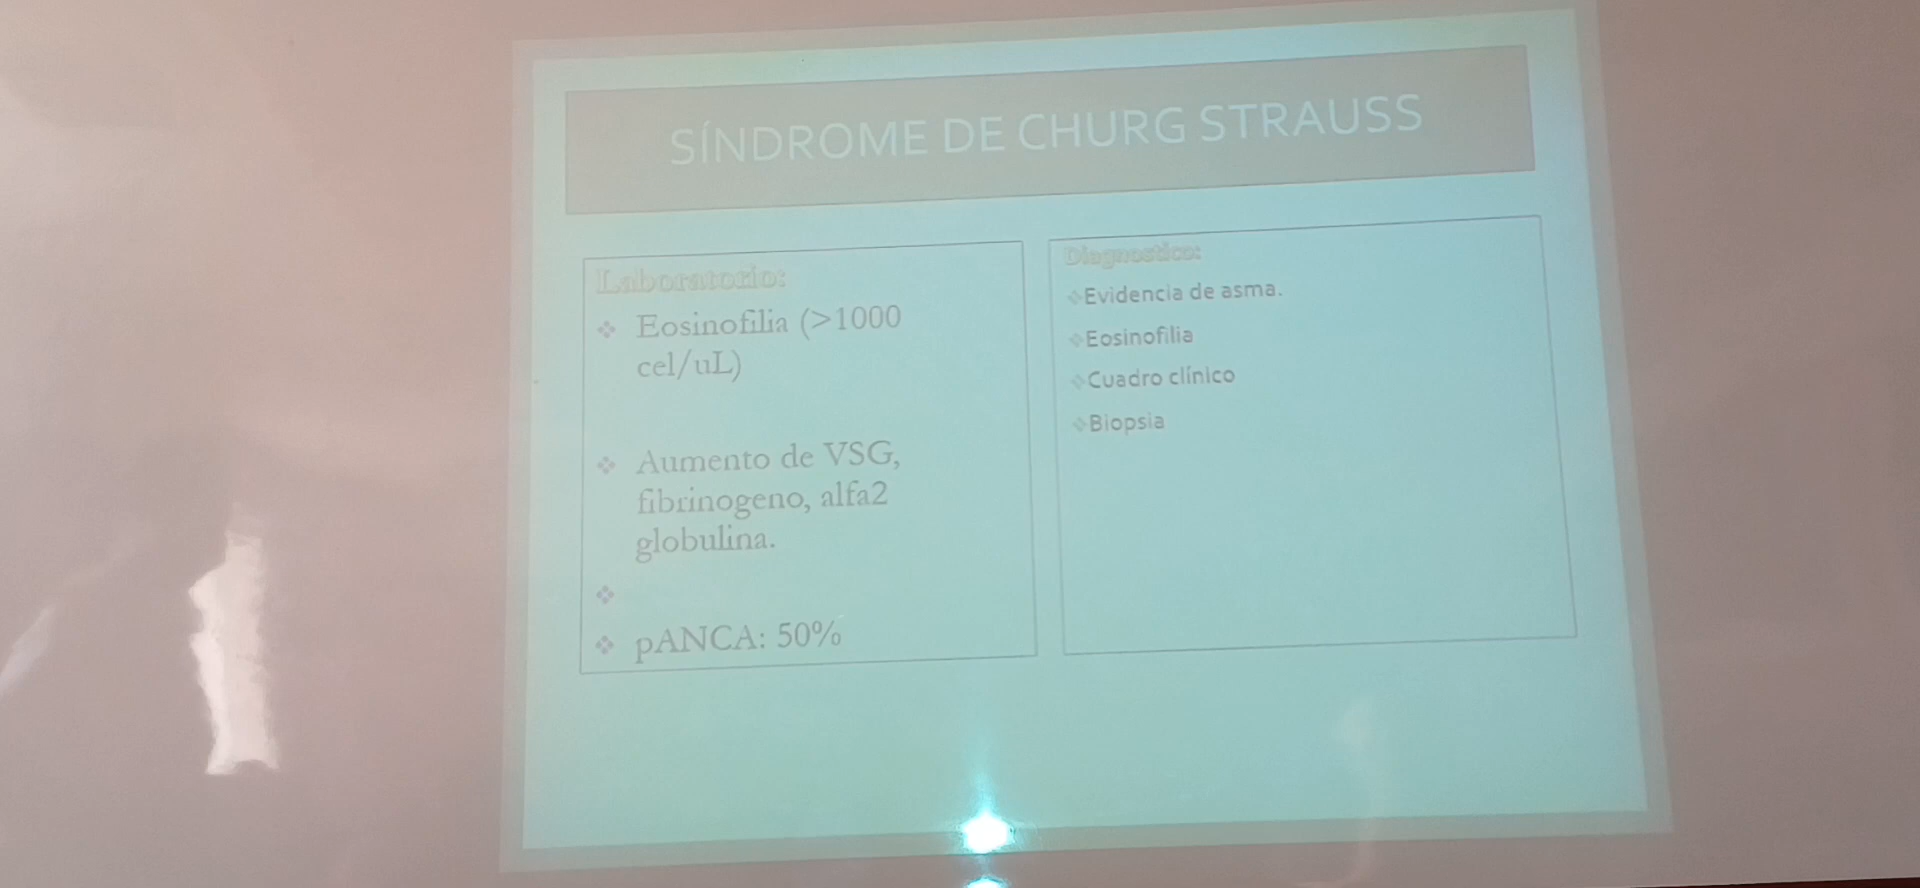 SÍNDROME DE CHURG STRAUSS
Laboratorio:
❖ Eosinofilia (>1000
cel/uL)
❖ Aumento de VSG,
fibrinogeno, alfa2
globulina.
❖
❖ pANCA: 50%
Diagnostico:
❖Evidencia de asma.
❖Eosinofilia
❖Cuadro clínico
❖Biopsia